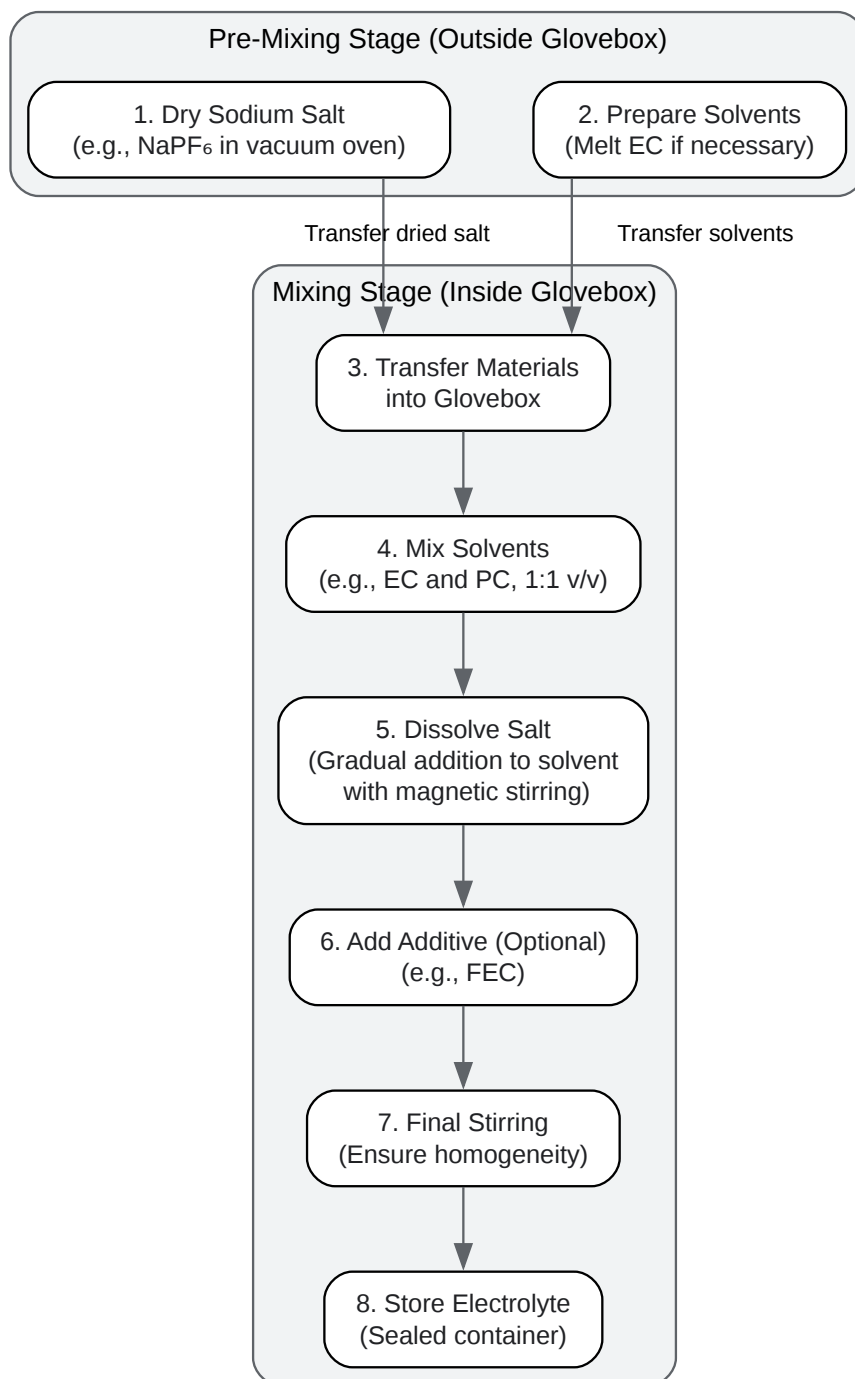 Pre-Mixing Stage (Outside Glovebox)
1. Dry Sodium Salt
(e.g., NaPF₆ in vacuum oven)
2. Prepare Solvents
(Melt EC if necessary)
Transfer dried salt
Transfer solvents
Mixing Stage (Inside Glovebox)
3. Transfer Materials
into Glovebox
4. Mix Solvents
(e.g., EC and PC, 1:1 v/v)
5. Dissolve Salt
(Gradual addition to solvent
with magnetic stirring)
6. Add Additive (Optional)
(e.g., FEC)
7. Final Stirring
(Ensure homogeneity)
8. Store Electrolyte
(Sealed container)